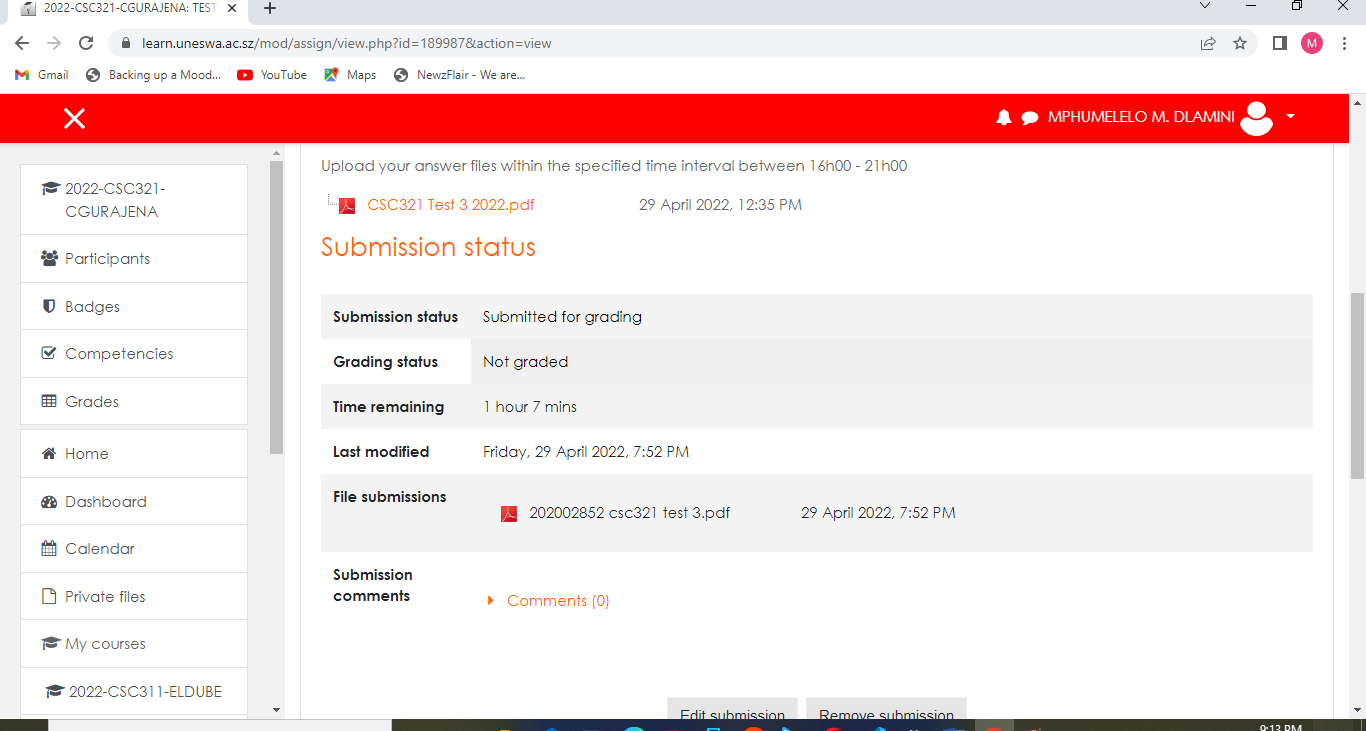 2022-CSC321-CGURAJENA: TEST
learn.uneswa.ac.sz/mod/assign/view.php?id=189987&action=view
M
Gmail
Backing up a Mood...
YouTube
Maps
NewzFlair - We are...
MPHUMELELO M. DLAMINI
2022-CSC321-
CGURAJENA
Participants
Badges
Competencies
Grades
Home
Dashboard
Calendar
Private files
My courses
2022-CSC311-ELDUBE
Upload your answer files within the specified time interval between 16h00 - 21h00
CSC321 Test 3 2022.pdf 29 April 2022, 12:35 PM
Submission status
Submission status Submitted for grading
Grading status Not graded
Time remaining 1 hour 7 mins
Last modified Friday, 29 April 2022, 7:52 PM
File submissions
202002852 csc321 test 3.pdf 29 April 2022, 7:52 PM
Submission
comments
Comments (0)
Edit submission Remove submission
9:13 PM